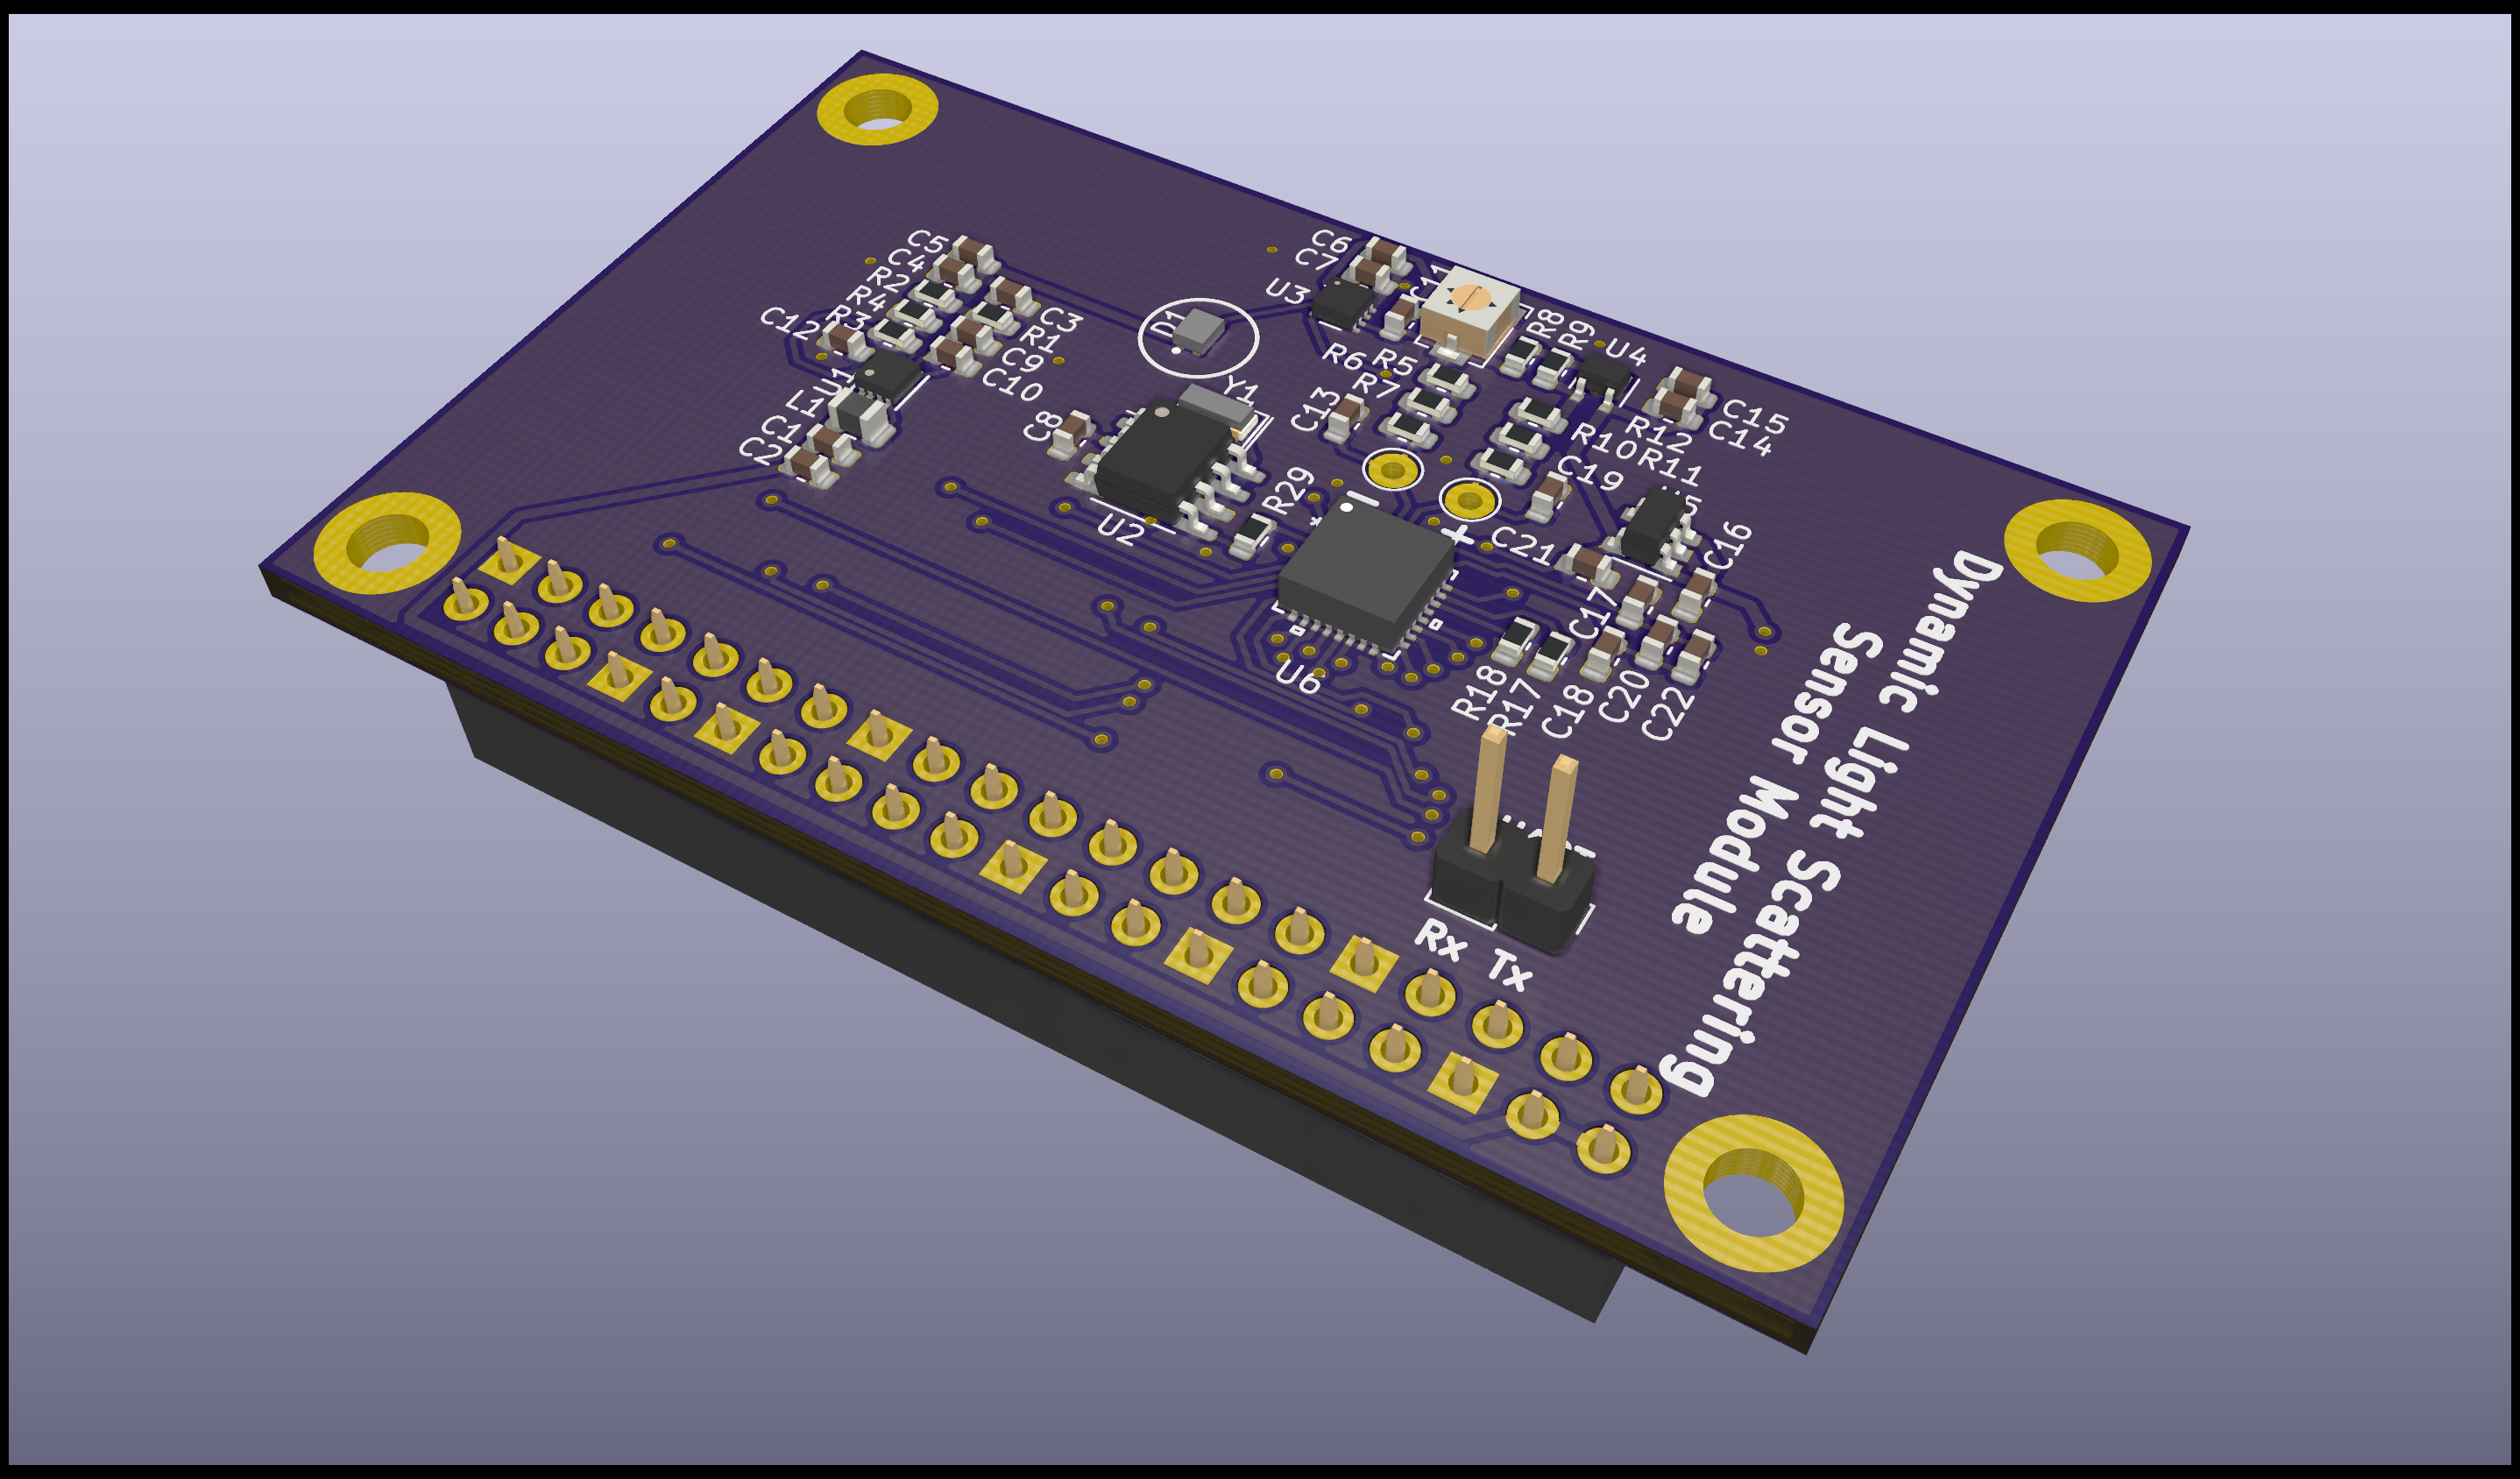 C5
C4
R2
R4
R3
C12
C3
R1
C9
C10
U1
L1
C1
C2
D1
Y1
C8
U2
R29
C6
C7
U3
R8
R9
U4
R6
R5
R7
C13
C15
C14
R12
R10
R11
C19
C21
C16
C17
+
U6
R18
R17
C18
C20
C22
Rx Tx
Dynamic Light Scattering
Sensor Module